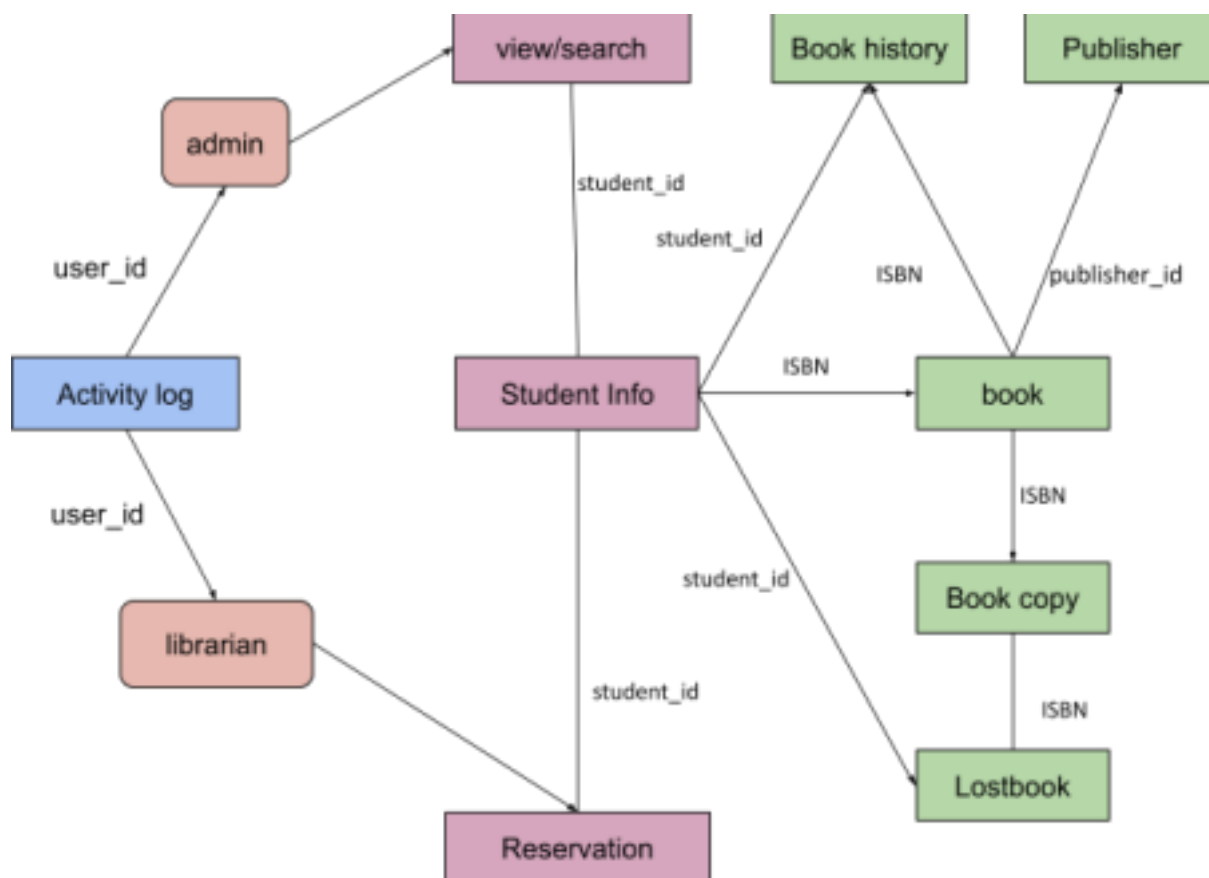 view/search
Book history
Publisher
admin
student_id
student_id
user_id
ISBN
publisher_id
Activity log
Student Info
ISBN
book
ISBN
user_id
student_id
Book copy
librarian
student_id
ISBN
Lostbook
Reservation